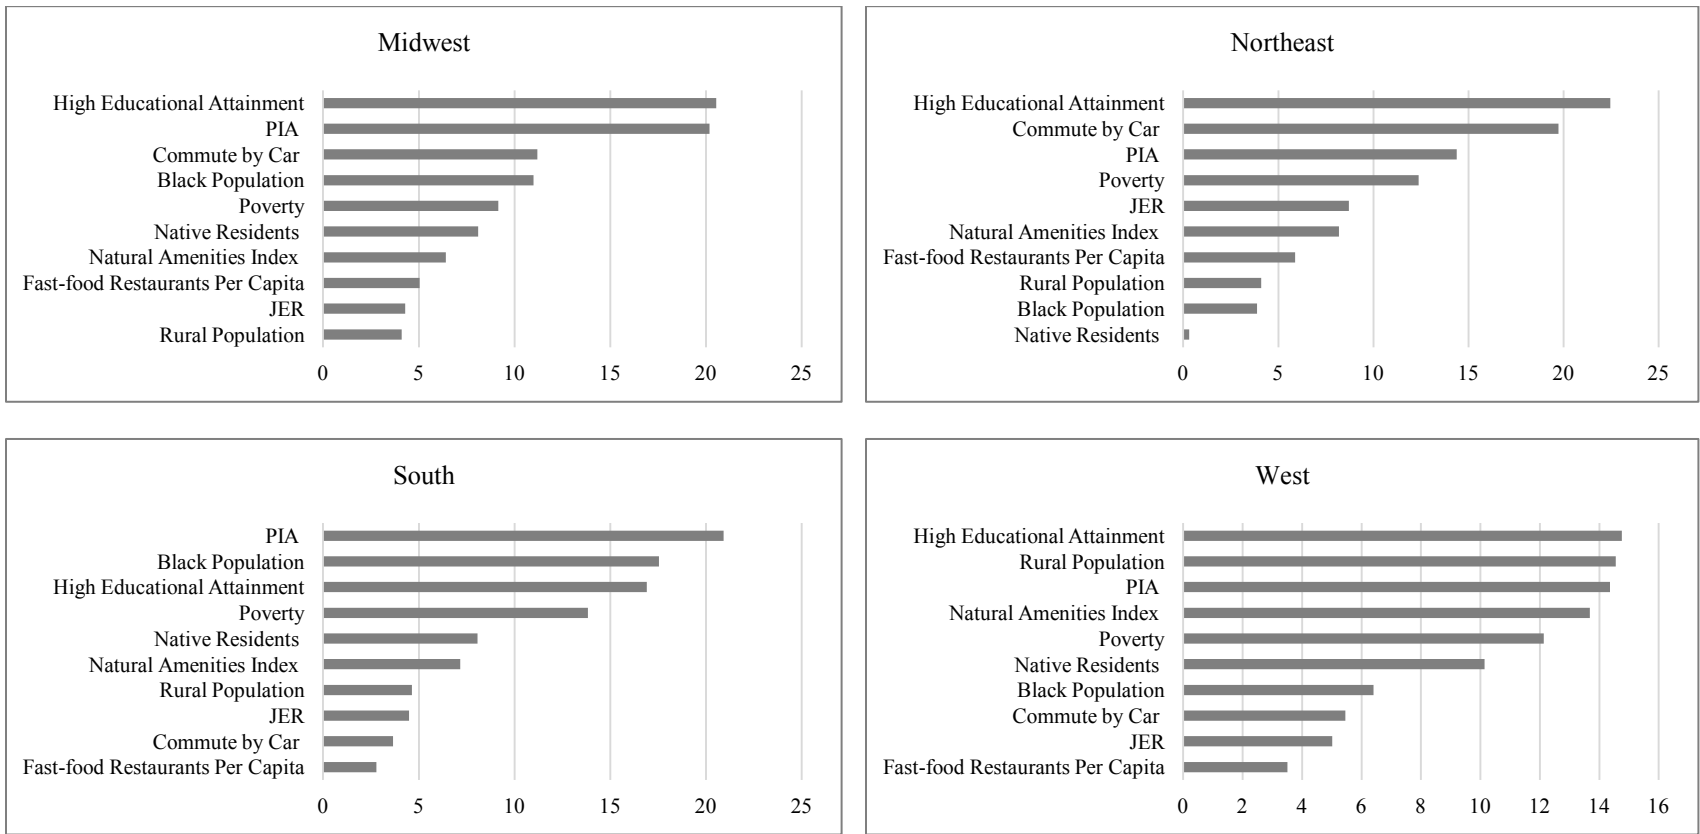 Midwest
High Educational Attainment
PIA
Commute by Car
Black Population
Poverty
Native Residents
Natural Amenities Index
Fast-food Restaurants Per Capita
JER
Rural Population
0 5 10 15 20 25
Northeast
High Educational Attainment
Commute by Car
PIA
Poverty
JER
Natural Amenities Index
Fast-food Restaurants Per Capita
Rural Population
Black Population
Native Residents
0 5 10 15 20 25
South
PIA
Black Population
High Educational Attainment
Poverty
Native Residents
Natural Amenities Index
Rural Population
JER
Commute by Car
Fast-food Restaurants Per Capita
0 5 10 15 20 25
West
High Educational Attainment
Rural Population
PIA
Natural Amenities Index
Poverty
Native Residents
Black Population
Commute by Car
JER
Fast-food Restaurants Per Capita
0 2 4 6 8 10 12 14 16